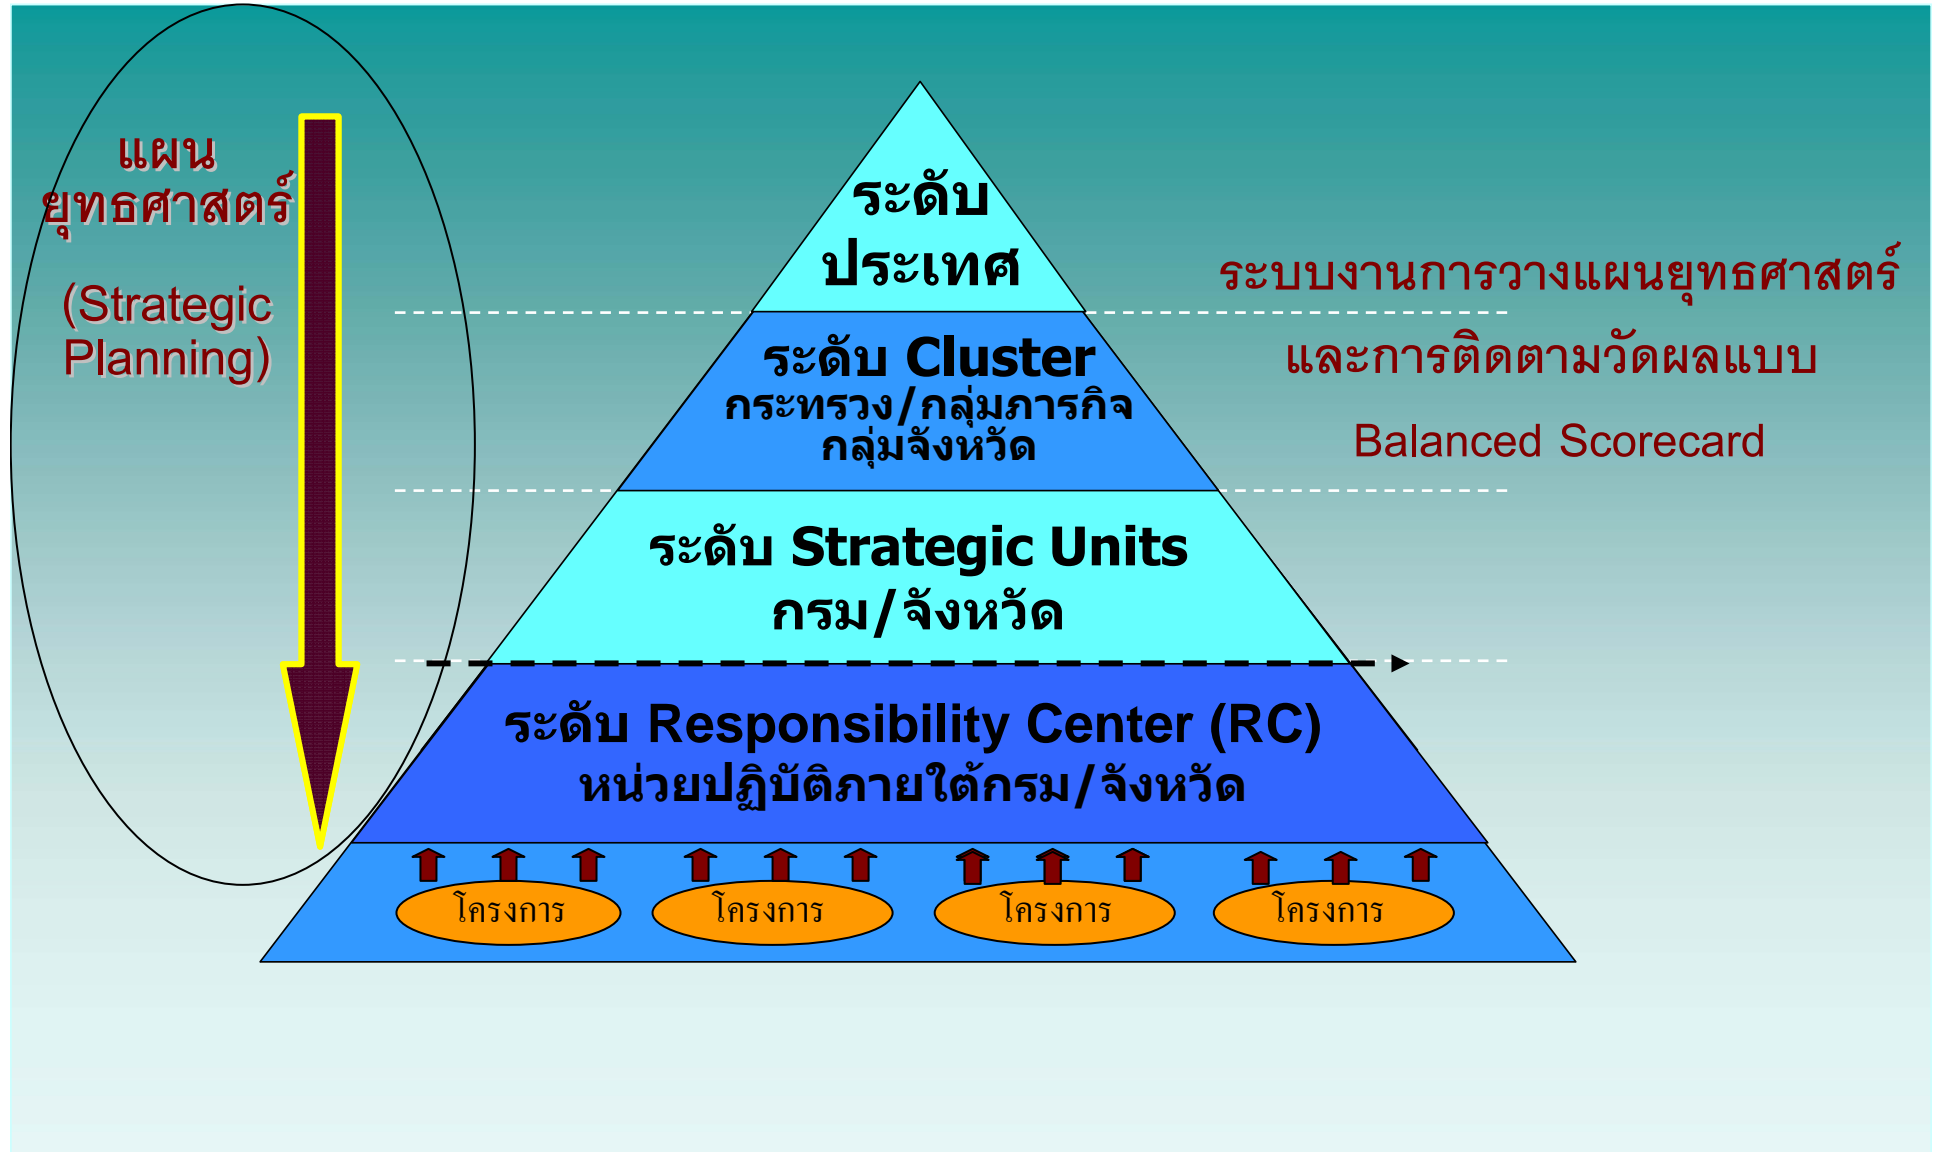 แผน
ยุทธศาสตร์
(Strategic
Planning)
ระดับ
ประเทศ
ระบบงานการวางแผนยุทธศาสตร์
และการติดตามวัดผลแบบ
Balanced Scorecard
ระดับ Cluster
กระทรวง/กลุ่มภารกิจ
กลุ่มจังหวัด
ระดับ Strategic Units
กรม/จังหวัด
ระดับ Responsibility Center (RC)
หน่วยปฏิบัติภายใต้กรม/จังหวัด
โครงการ
โครงการ
โครงการ
โครงการ